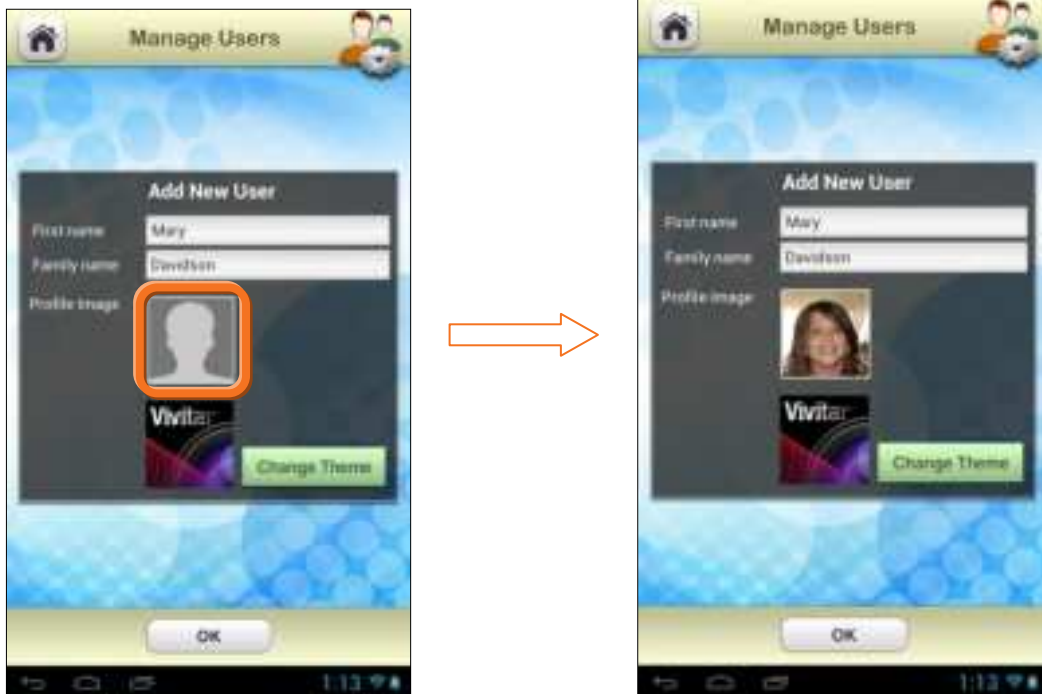 Manage Users
Add New User
First name Mary
Family name Davidson
Profile image
Vivitar
Change Theme
OK
1:13
Manage Users
Add New User
First name Mary
Family name Davidson
Profile image
Vivitar
Change Theme
OK
1:13